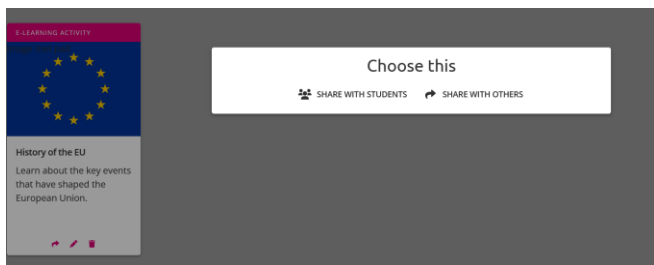 E-LEARNING ACTIVITY
History of the EU
Learn about the key events
that have shaped the
European Union.
Choose this
SHARE WITH STUDENTS SHARE WITH OTHERS